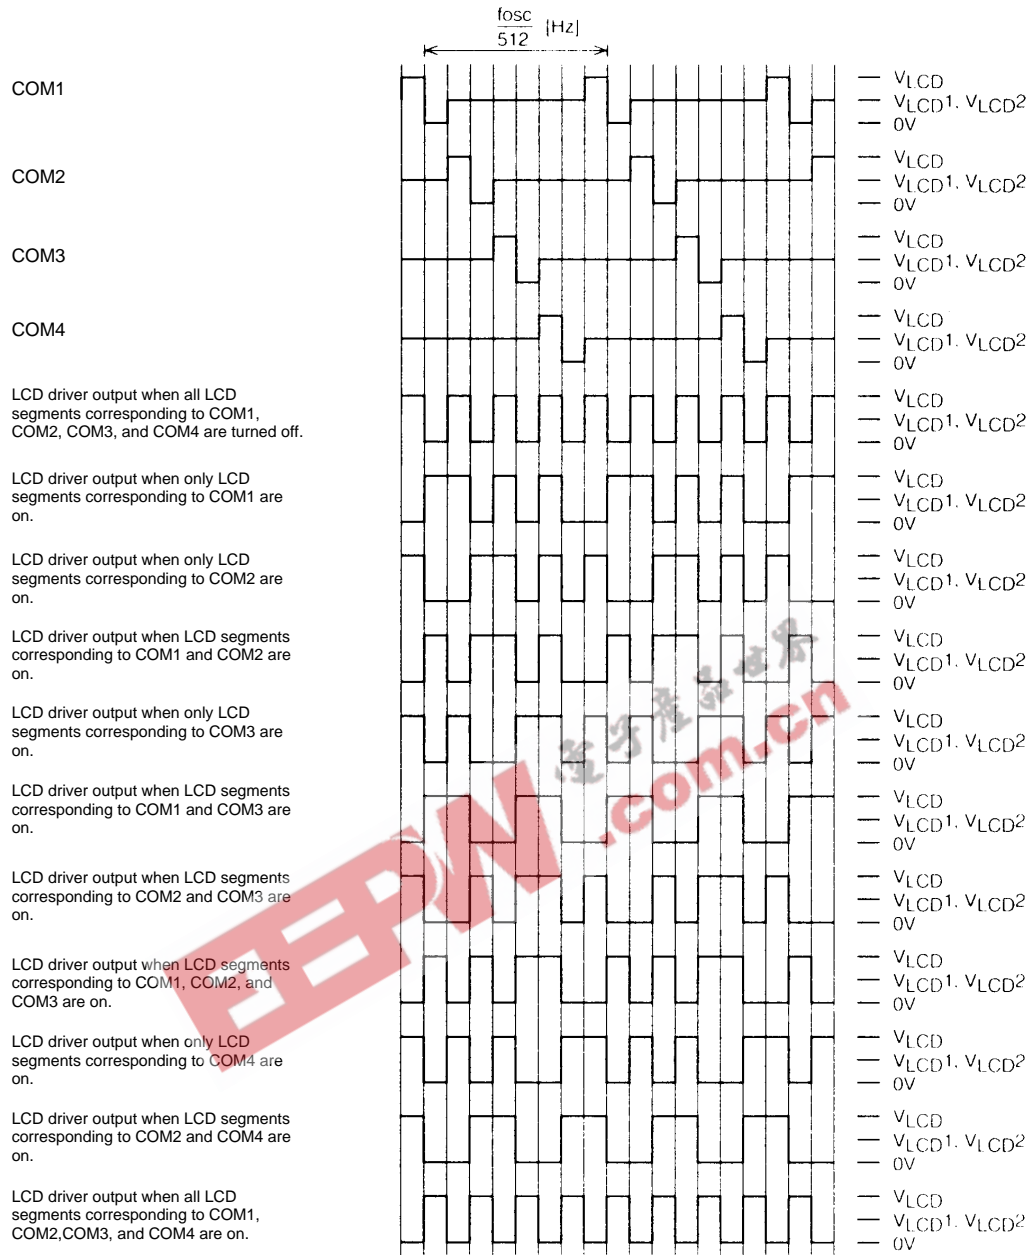 fosc
512 [Hz]
COM1
VLCD
VLCD1, VLCD2
0V
COM2
VLCD
VLCD1, VLCD2
0V
COM3
VLCD
VLCD1, VLCD2
0V
COM4
VLCD
VLCD1, VLCD2
0V
LCD driver output when all LCD
segments corresponding to COM1,
COM2, COM3, and COM4 are turned off.
VLCD
VLCD1, VLCD2
0V
LCD driver output when only LCD
segments corresponding to COM1 are
on.
VLCD
VLCD1, VLCD2
0V
LCD driver output when only LCD
segments corresponding to COM2 are
on.
VLCD
VLCD1, VLCD2
0V
LCD driver output when LCD segments
corresponding to COM1 and COM2 are
on.
VLCD
VLCD1, VLCD2
0V
LCD driver output when only LCD
segments corresponding to COM3 are
on.
VLCD
VLCD1, VLCD2
0V
LCD driver output when LCD segments
corresponding to COM1 and COM3 are
on.
VLCD
VLCD1, VLCD2
0V
LCD driver output when LCD segments
corresponding to COM2 and COM3 are
on.
VLCD
VLCD1, VLCD2
0V
LCD driver output when LCD segments
corresponding to COM1, COM2, and
COM3 are on.
VLCD
VLCD1, VLCD2
0V
LCD driver output when only LCD
segments corresponding to COM4 are
on.
VLCD
VLCD1, VLCD2
0V
LCD driver output when LCD segments
corresponding to COM2 and COM4 are
on.
VLCD
VLCD1, VLCD2
0V
LCD driver output when all LCD
segments corresponding to COM1,
COM2,COM3, and COM4 are on.
VLCD
VLCD1, VLCD2
0V
電子產品世界
EEPW.com.cn